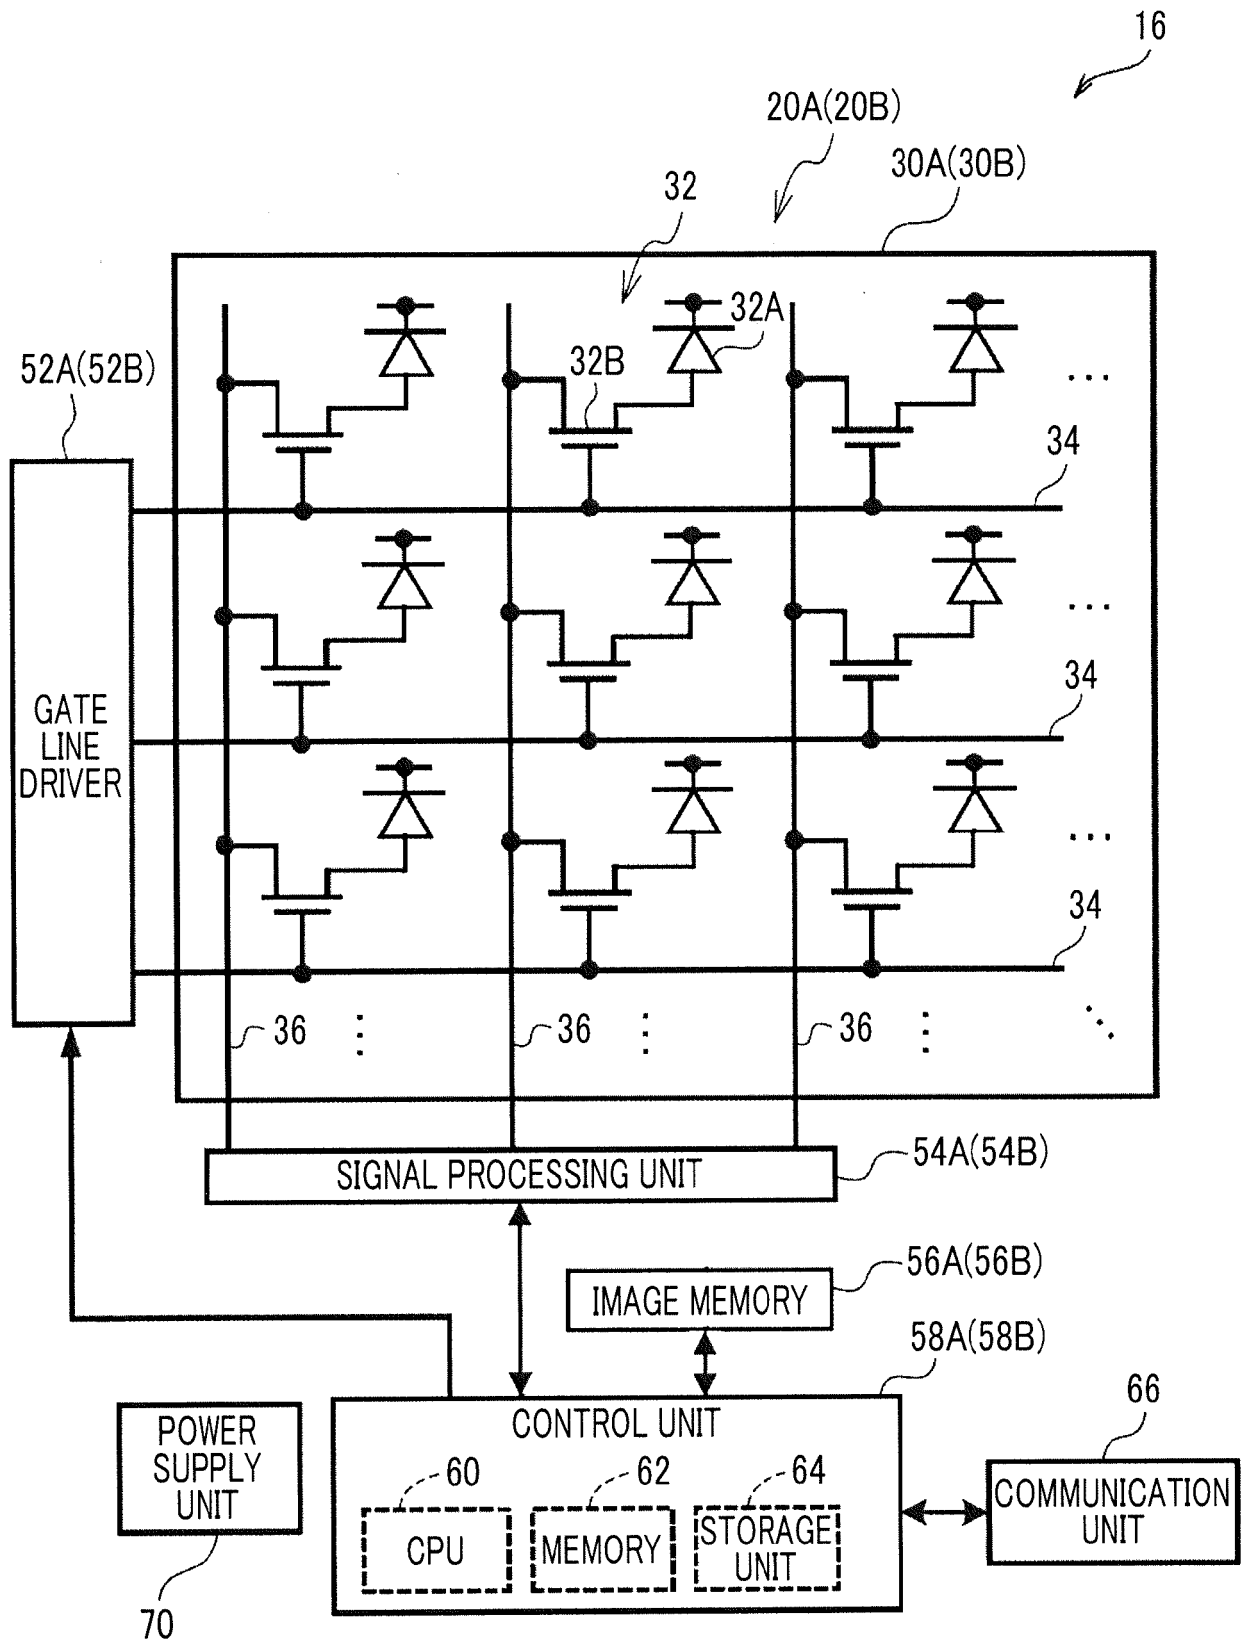 16
20A(20B)
30A(30B)
32
32A
32B
52A(52B)
...
34
...
34
GATE
LINE
DRIVER
...
34
36
36
36
SIGNAL PROCESSING UNIT
54A(54B)
56A(56B)
IMAGE MEMORY
58A(58B)
CONTROL UNIT
66
POWER
SUPPLY
UNIT
60
62
64
COMMUNICATION
UNIT
CPU
MEMORY
STORAGE
UNIT
70